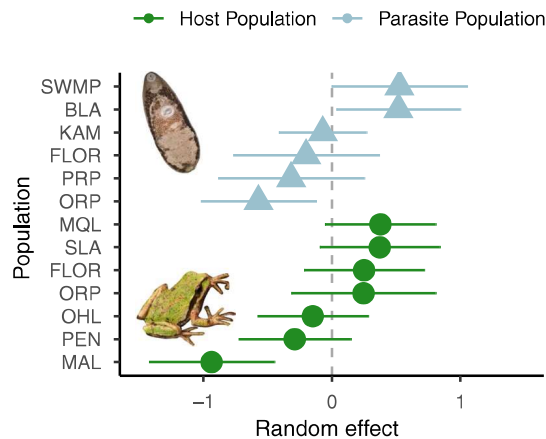 Host Population Parasite Population
SWMP
BLA
KAM
FLOR
PRP
ORP
MQL
SLA
FLOR
ORP
OHL
PEN
MAL
Population
−1 0 1
Random effect